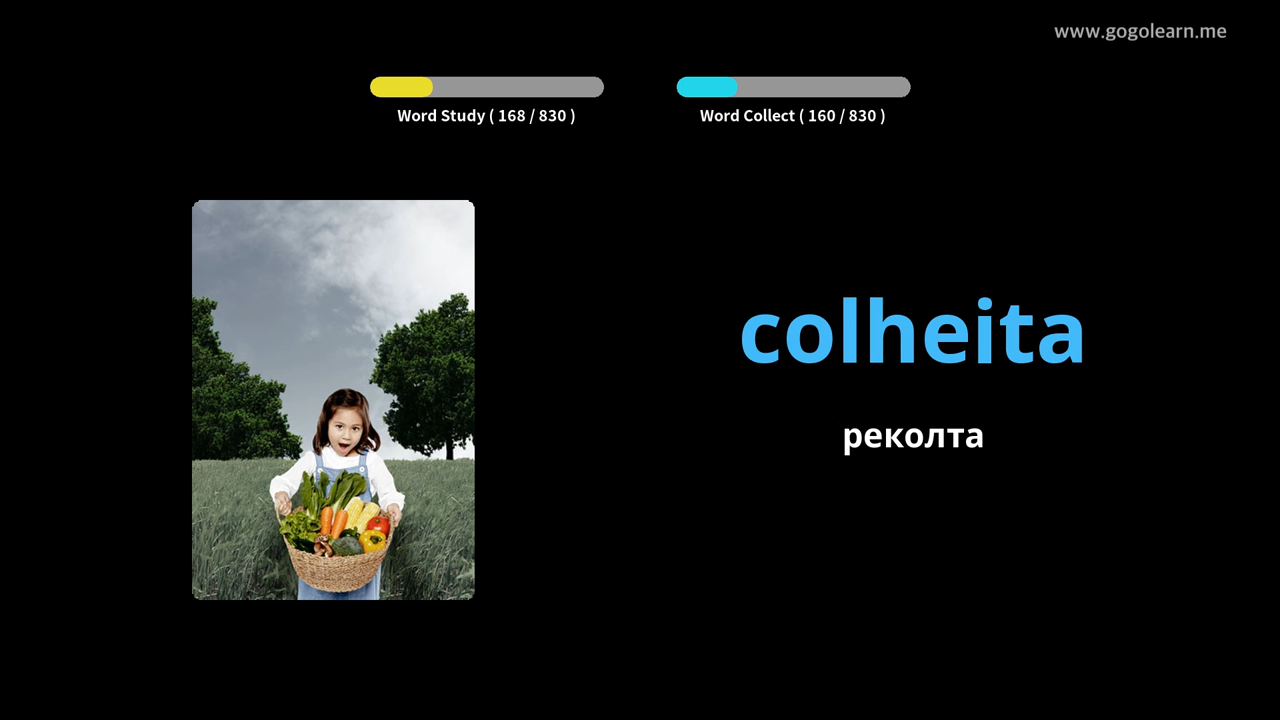 www.gogolearn.me
Word Study ( 168 / 830 )
Word Collect ( 160 / 830 )
colheita
реколта